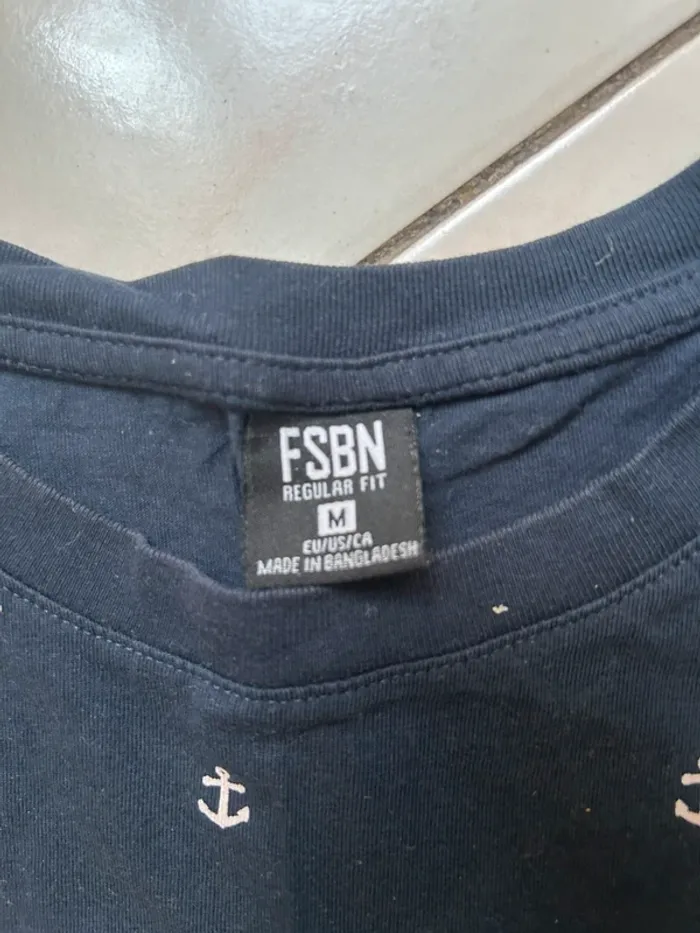 FSBN
REGULAR FIT
M
EU/US/CA
MADE IN BANGLADESH